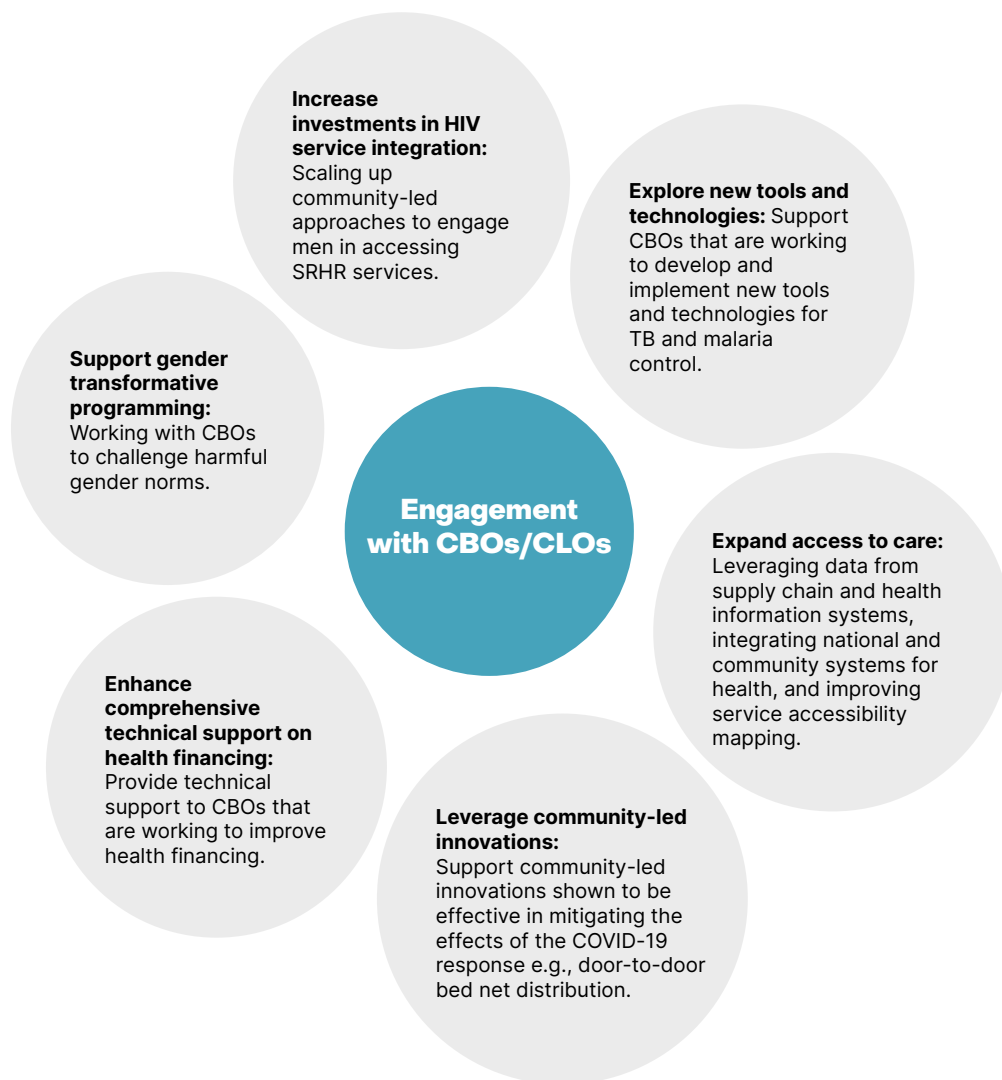 Increase
investments in HIV
service integration:
Scaling up
community-led
approaches to engage
men in accessing
SRHR services.
Explore new tools and
technologies: Support
CBOs that are working
to develop and
implement new tools
and technologies for
TB and malaria
control.
Support gender
transformative
programming:
Working with CBOs
to challenge harmful
gender norms.
Engagement
with CBOs/CLOs
Expand access to care:
Leveraging data from
supply chain and health
information systems,
integrating national and
community systems for
health, and improving
service accessibility
mapping.
Enhance
comprehensive
technical support on
health financing:
Provide technical
support to CBOs that
are working to improve
health financing.
Leverage community-led
innovations:
Support community-led
innovations shown to be
effective in mitigating the
effects of the COVID-19
response e.g., door-to-door
bed net distribution.